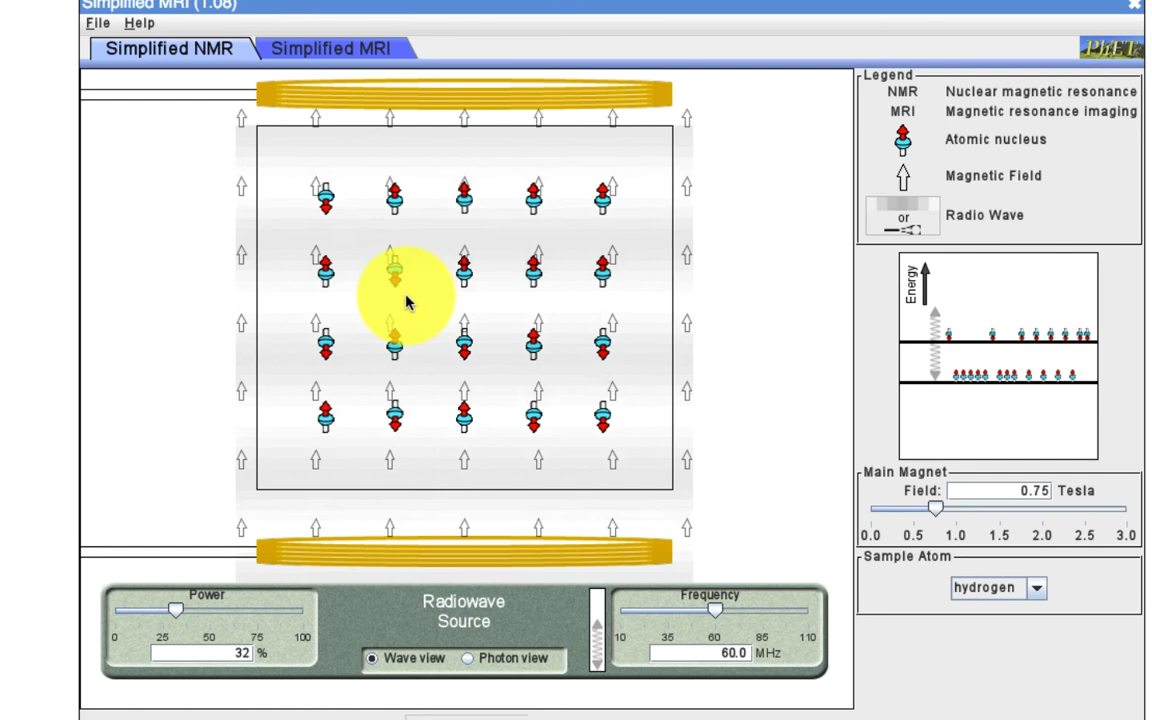 Simplified MRI (1.08)
File Help
Simplified NMR Simplified MRI
PhET
Legend
NMR Nuclear magnetic resonance
MRI Magnetic resonance imaging
Atomic nucleus
Magnetic Field
or
Radio Wave
Energy
Main Magnet
Field: 0.75 Tesla
0.0 0.5 1.0 1.5 2.0 2.5 3.0
Sample Atom
hydrogen
Power
0 25 50 75 100
32 %
Radiowave
Source
Wave view Photon view
Frequency
10 35 60 85 110
60.0 MHz